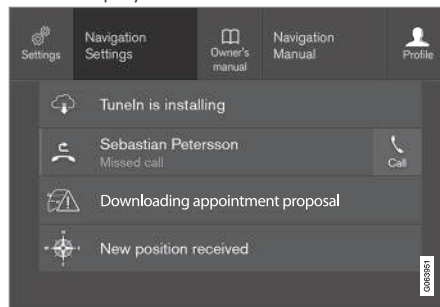 Settings
Navigation
Settings
Owner's
manual
Navigation
Manual
Profile
TuneIn is installing
Sebastian Petersson
Missed call
Call
Downloading appointment proposal
New position received
G063951